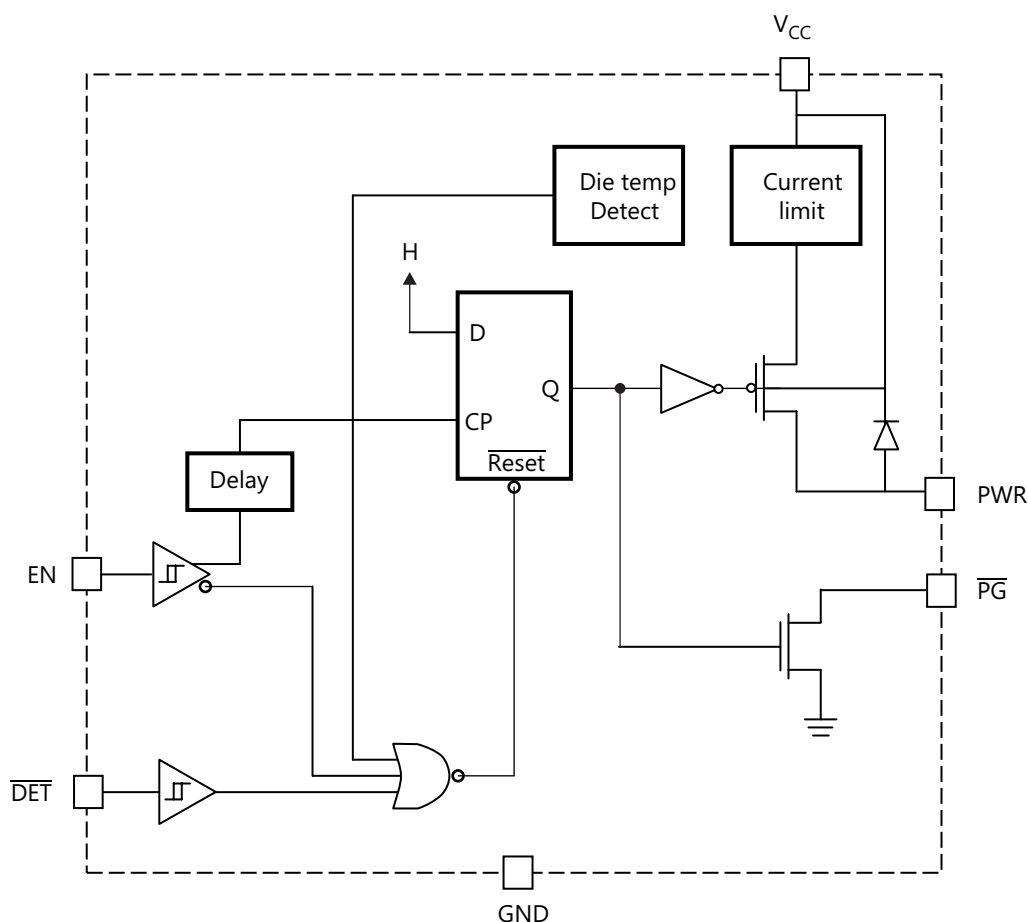 VCC
Die temp
Detect
Current
limit
H
D
Q
CP
Reset
Delay
PWR
EN
PG
DET
GND